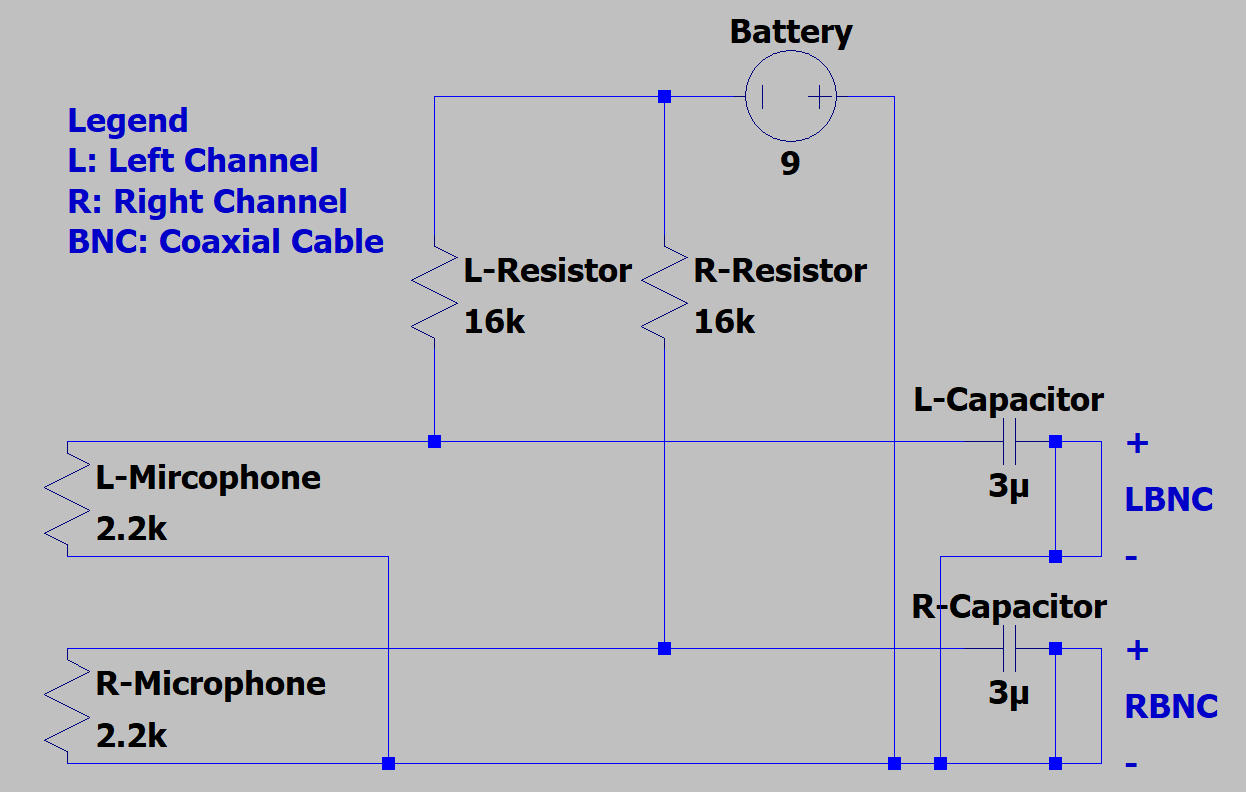 Battery
9
Legend
L: Left Channel
R: Right Channel
BNC: Coaxial Cable
L-Resistor
16k
R-Resistor
16k
L-Capacitor
3µ
+
LBNC
-
L-Mircophone
2.2k
R-Capacitor
3µ
+
RBNC
-
R-Microphone
2.2k